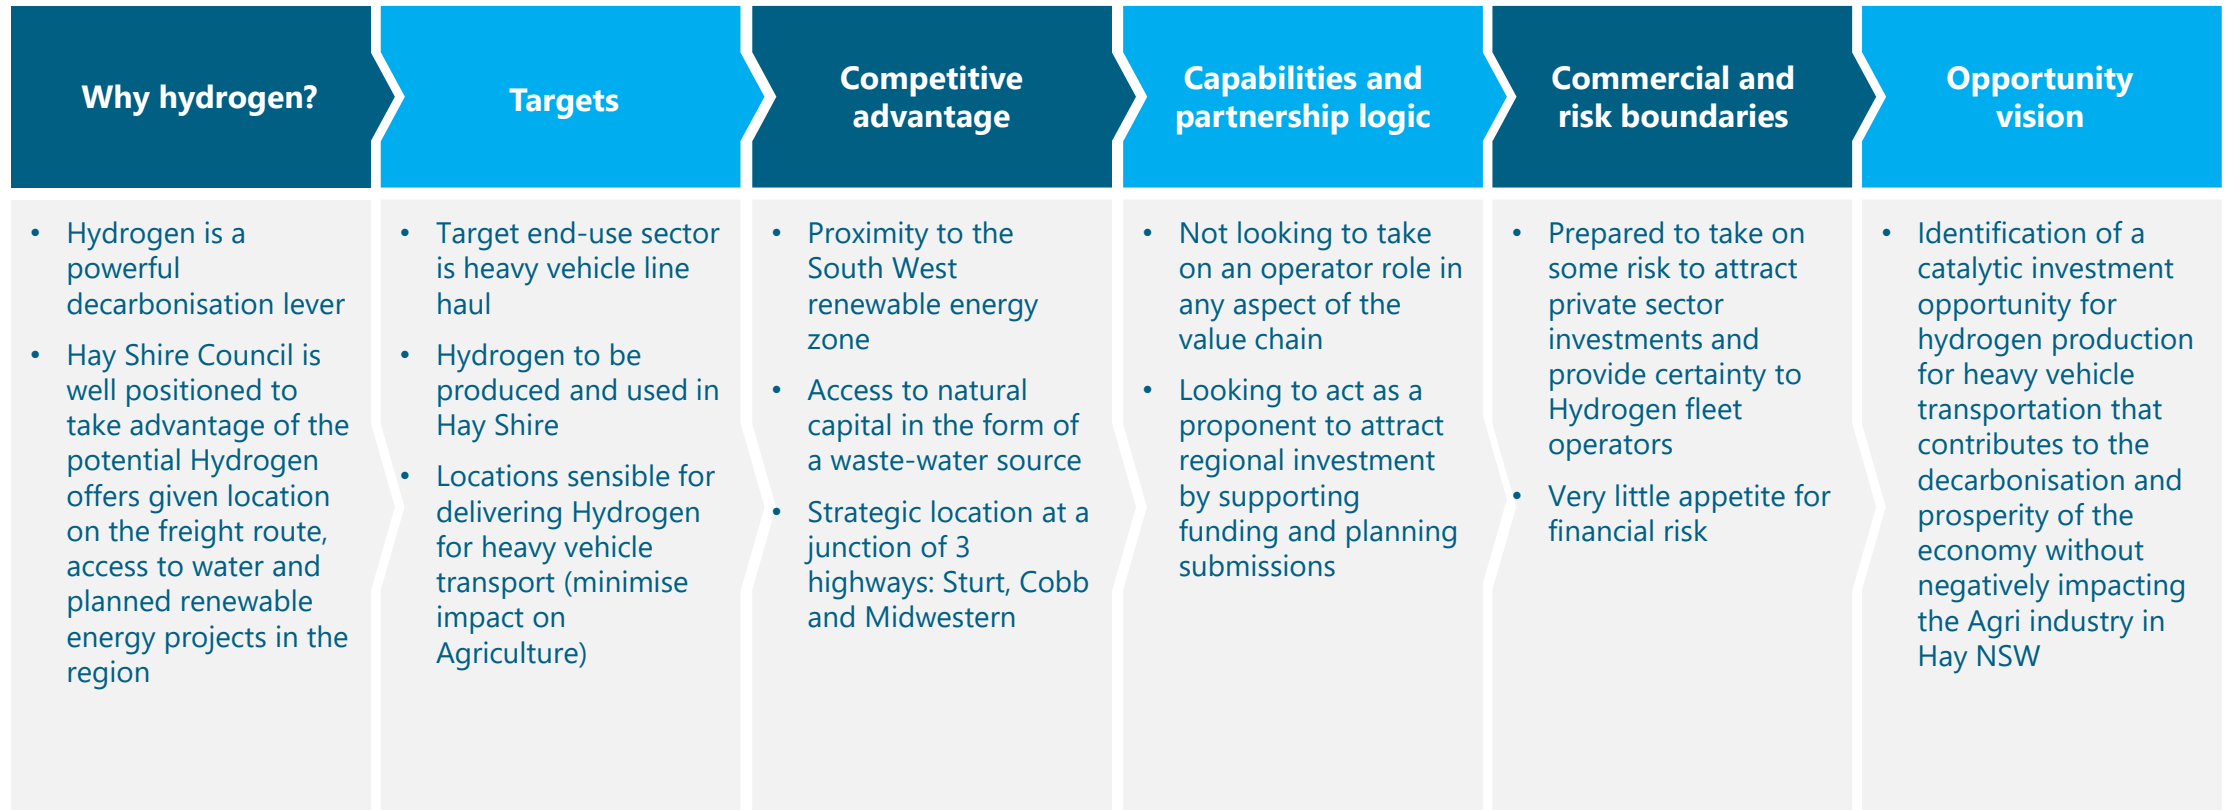 Why hydrogen?
• Hydrogen is a
powerful
decarbonisation lever
• Hay Shire Council is
well positioned to
take advantage of the
potential Hydrogen
offers given location
on the freight route,
access to water and
planned renewable
energy projects in the
region
Targets
• Target end-use sector
is heavy vehicle line
haul
• Hydrogen to be
produced and used in
Hay Shire
• Locations sensible for
delivering Hydrogen
for heavy vehicle
transport (minimise
impact on
Agriculture)
Competitive
advantage
• Proximity to the
South West
renewable energy
zone
• Access to natural
capital in the form of
a waste-water source
• Strategic location at a
junction of 3
highways: Sturt, Cobb
and Midwestern
Capabilities and
partnership logic
• Not looking to take
on an operator role in
any aspect of the
value chain
• Looking to act as a
proponent to attract
regional investment
by supporting
funding and planning
submissions
Commercial and
risk boundaries
• Prepared to take on
some risk to attract
private sector
investments and
provide certainty to
Hydrogen fleet
operators
• Very little appetite for
financial risk
Opportunity
vision
• Identification of a
catalytic investment
opportunity for
hydrogen production
for heavy vehicle
transportation that
contributes to the
decarbonisation and
prosperity of the
economy without
negatively impacting
the Agri industry in
Hay NSW